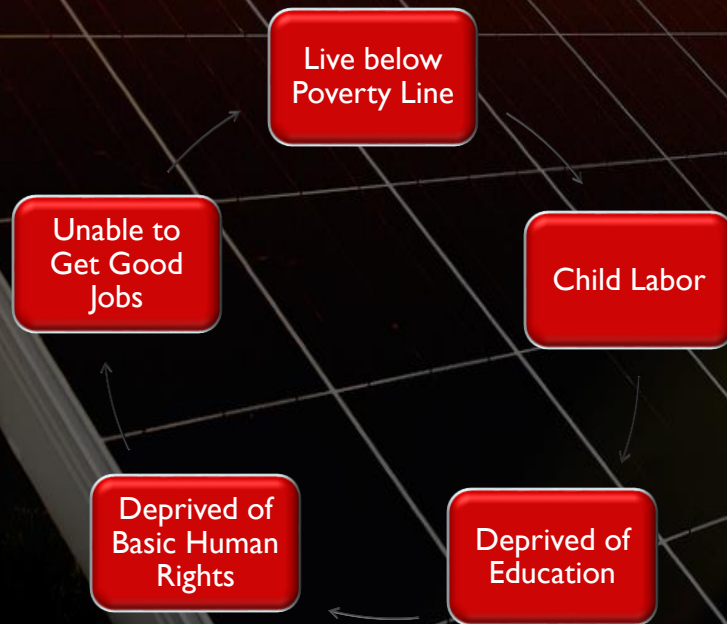 Live below
Poverty Line
Child Labor
Deprived of
Education
Deprived of
Basic Human
Rights
Unable to
Get Good
Jobs